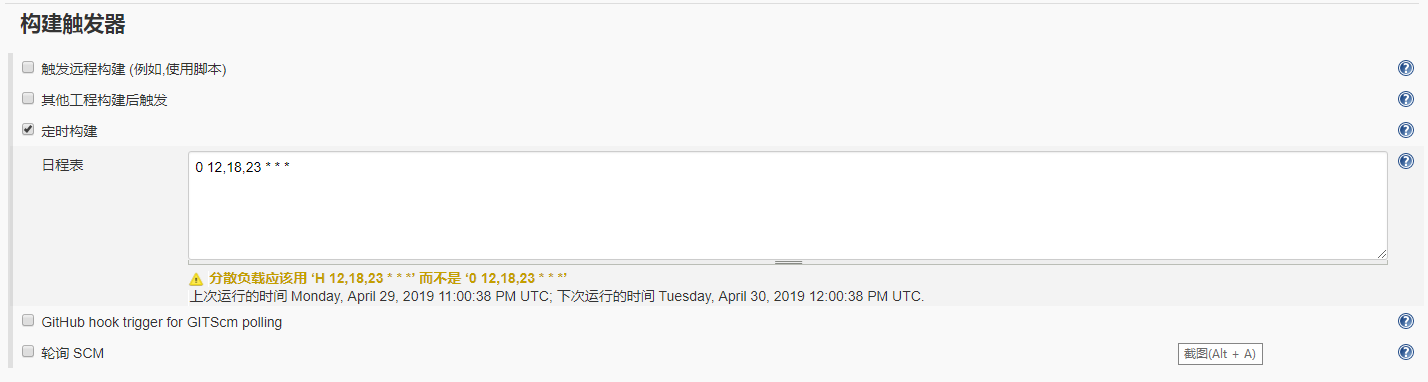 构建触发器
触发远程构建 (例如,使用脚本)
其他工程构建后触发
定时构建
日程表
0 12,18,23 * * *
分散负载应该用 ‘H 12,18,23 * * *’ 而不是 ‘0 12,18,23 * * *’
上次运行的时间 Monday, April 29, 2019 11:00:38 PM UTC; 下次运行的时间 Tuesday, April 30, 2019 12:00:38 PM UTC.
GitHub hook trigger for GITScm polling
轮询 SCM
截图(Alt + A)